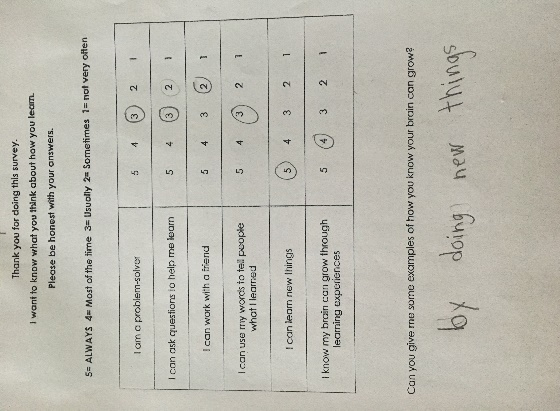 Thank you for doing this survey.
I want to know what you think about how you learn.
Please be honest with your answers.
5= ALWAYS 4= Most of the time 3= Usually 2= Sometimes 1= not very often
I am a problem-solver 5 4 3 2 1
I can ask questions to help me learn 5 4 3 2 1
I can work with a friend 5 4 3 2 1
I can use my words to tell people 5 4 3 2 1
what I learned
I can learn new things 5 4 3 2 1
I know my brain can grow through 5 4 3 2 1
learning experiences
Can you give me some examples of how you know your brain can grow?
by doing new things